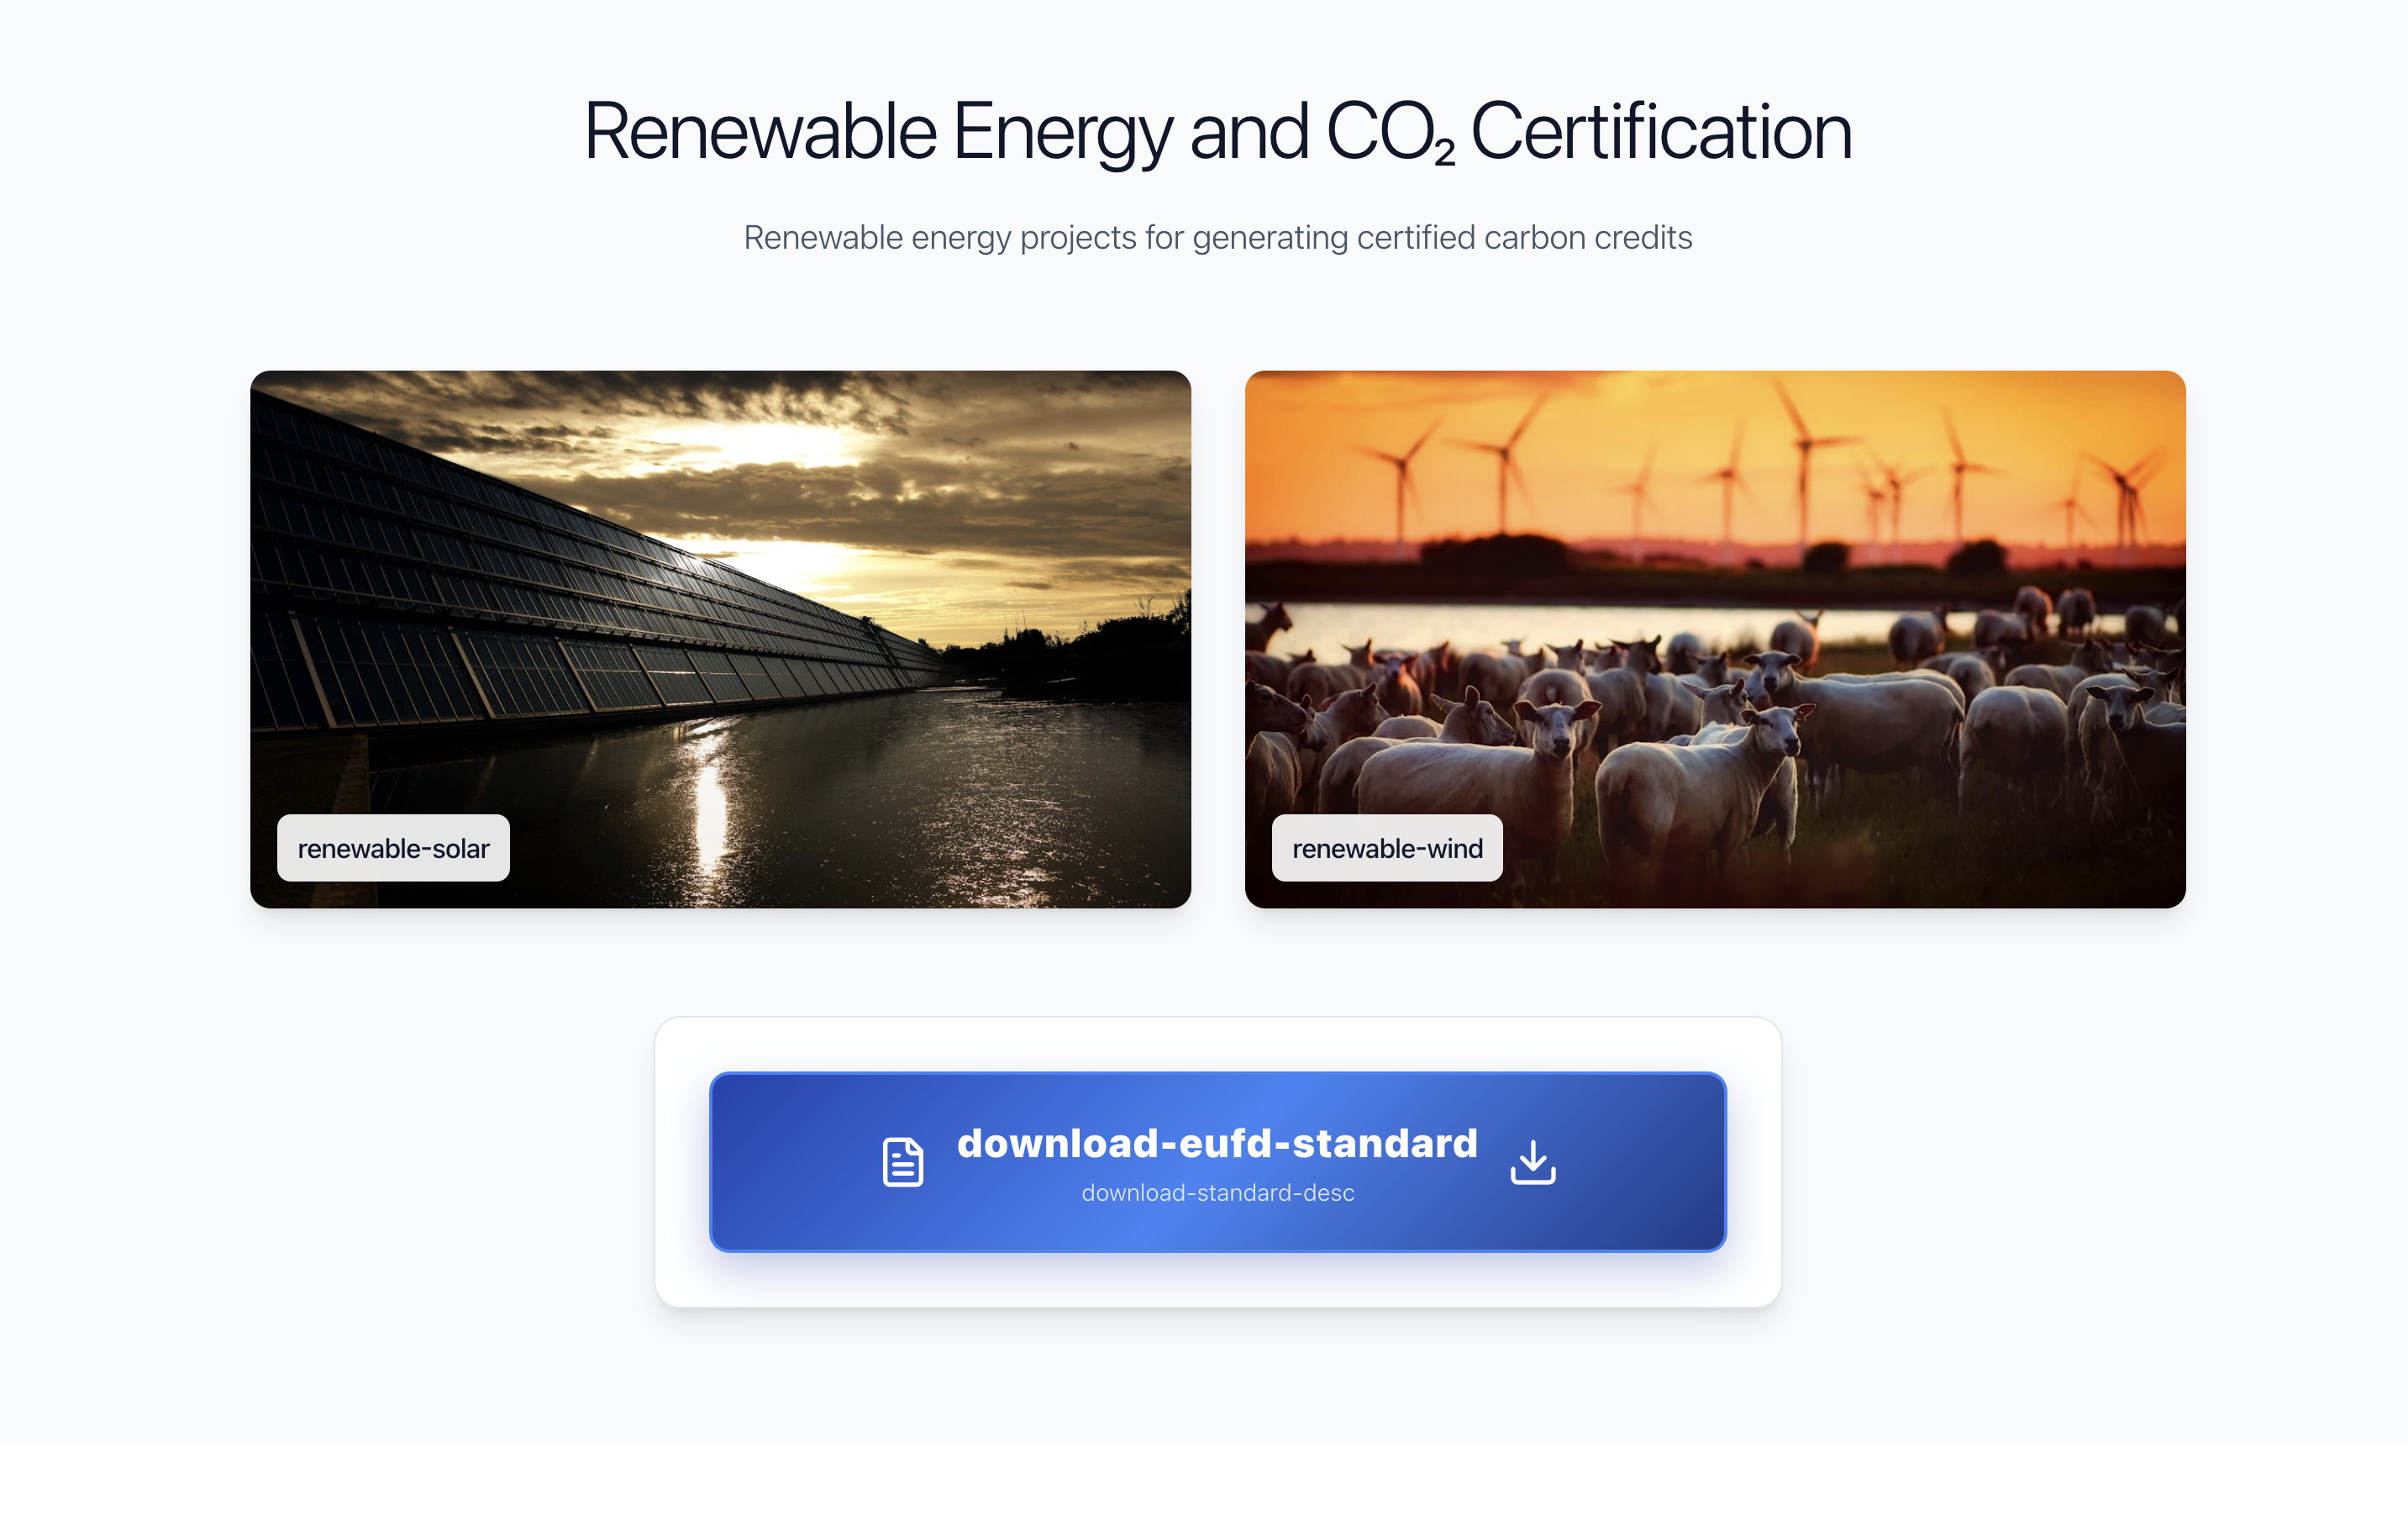 Renewable Energy and CO₂ Certification
Renewable energy projects for generating certified carbon credits
renewable-solar
renewable-wind
download-eufd-standard
download-standard-desc